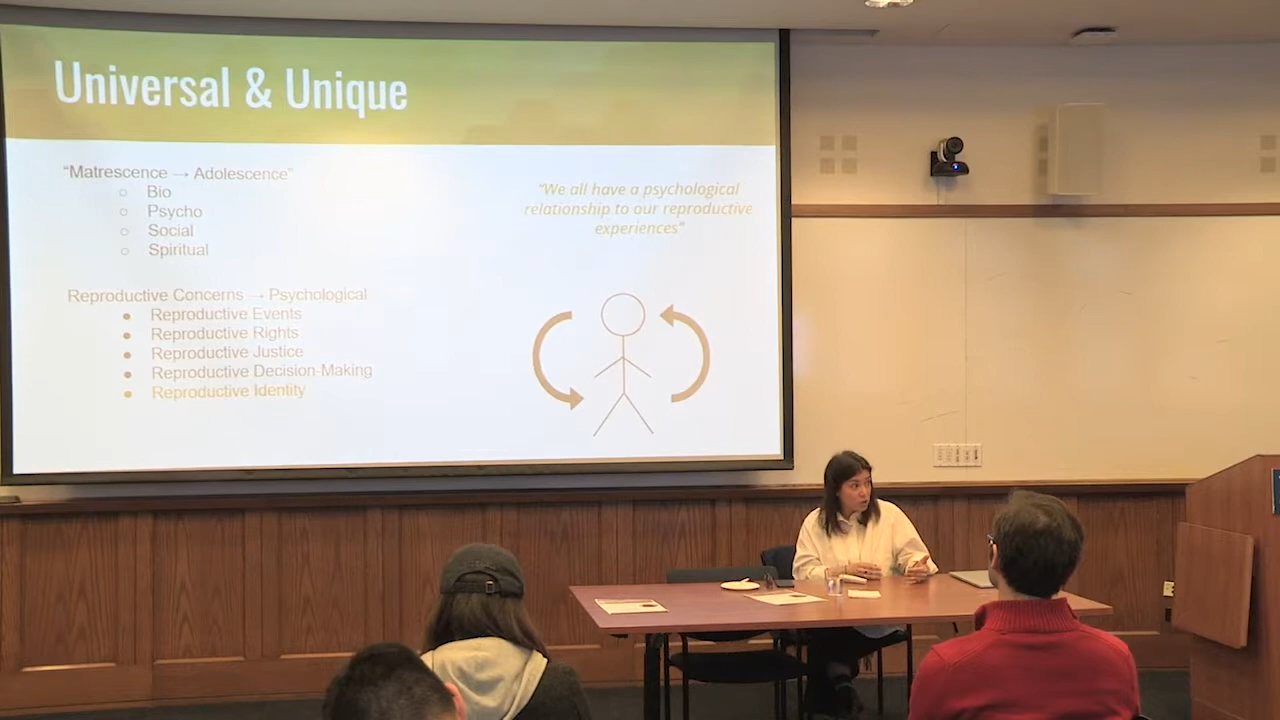 Universal & Unique
“Matrescence → Adolescence”
Bio
Psycho
Social
Spiritual
Reproductive Concerns → Psychological
Reproductive Events
Reproductive Rights
Reproductive Justice
Reproductive Decision-Making
Reproductive Identity
“We all have a psychological
relationship to our reproductive
experiences”